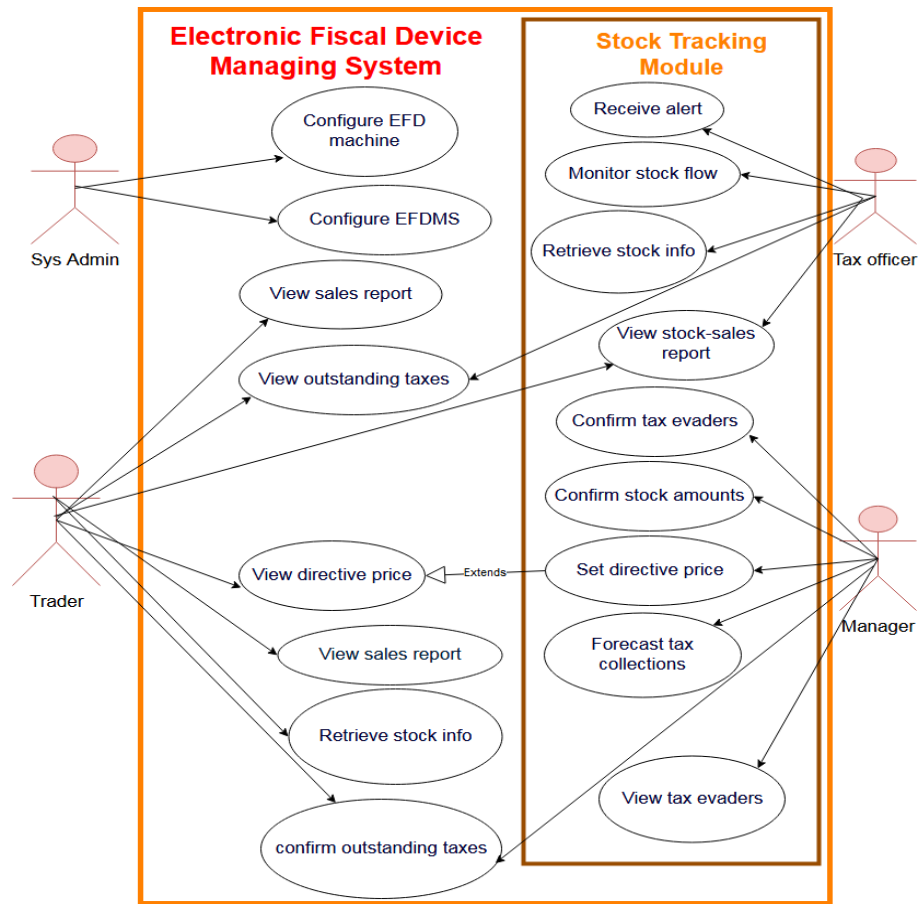 Electronic Fiscal Device
Managing System
Stock Tracking
Module
Configure EFD
machine
Configure EFDMS
View sales report
View outstanding taxes
View directive price
View sales report
Retrieve stock info
confirm outstanding taxes
Receive alert
Monitor stock flow
Retrieve stock info
View stock-sales
report
Confirm tax evaders
Confirm stock amounts
Extends
Set directive price
Forecast tax
collections
View tax evaders
Sys Admin
Trader
Tax officer
Manager